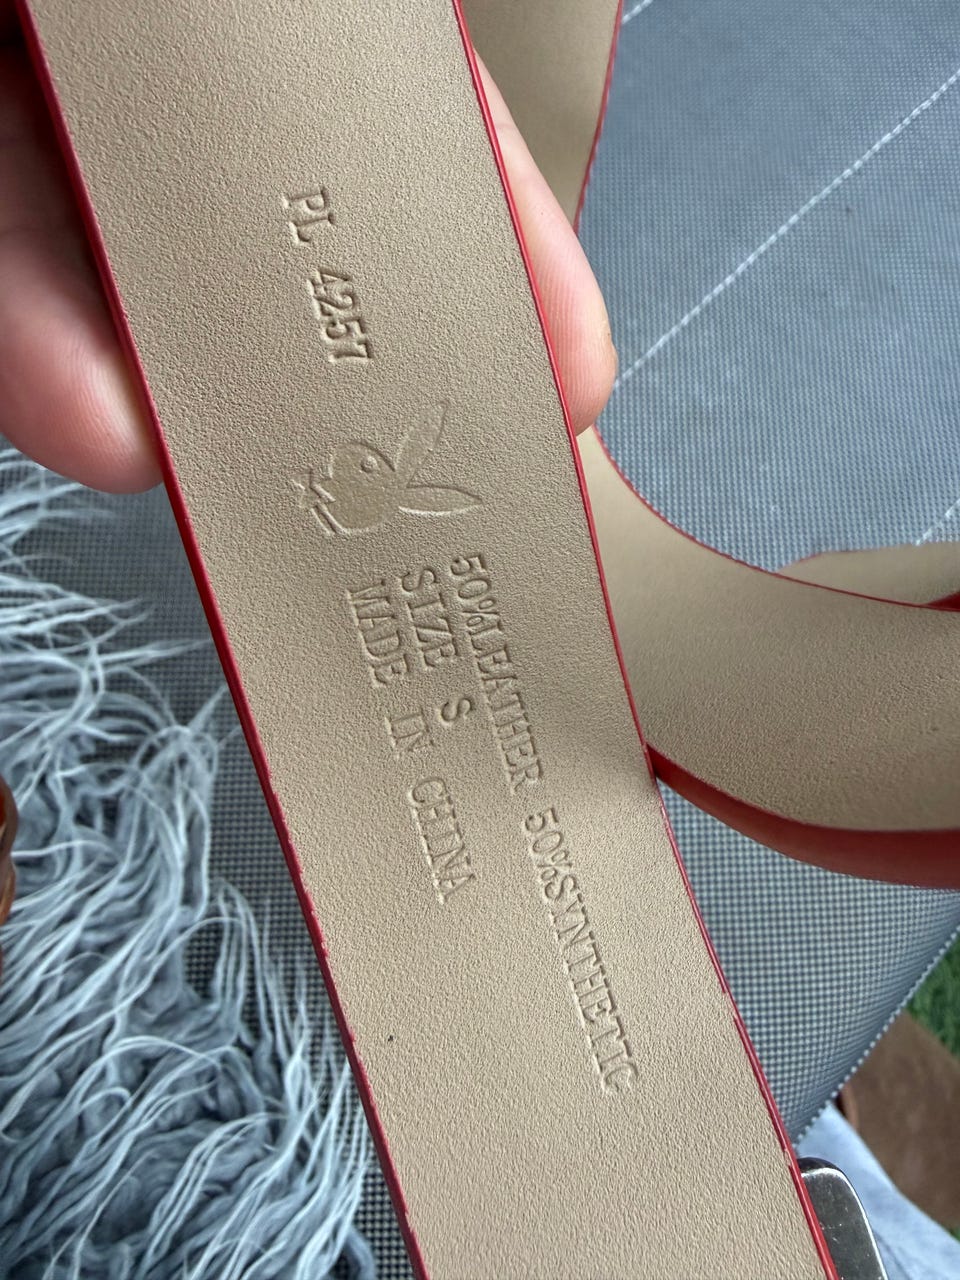 PL 4257
50%LEATHER 50%SYNTHETIC
SIZE S
MADE IN CHINA